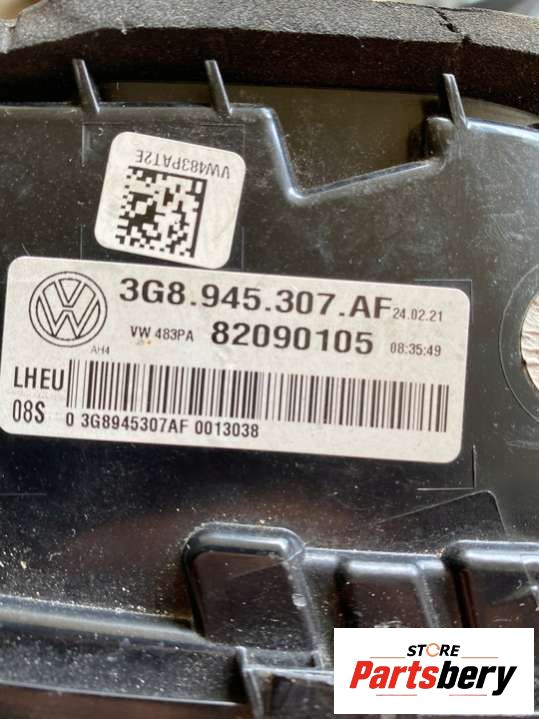 VW483PAT2E
3G8.945.307.AF 24.02.21
VW 483PA 82090105 08:35:49
AH4
LHEU
08S 0 3G8945307AF 0013038
STORE
Partsbery